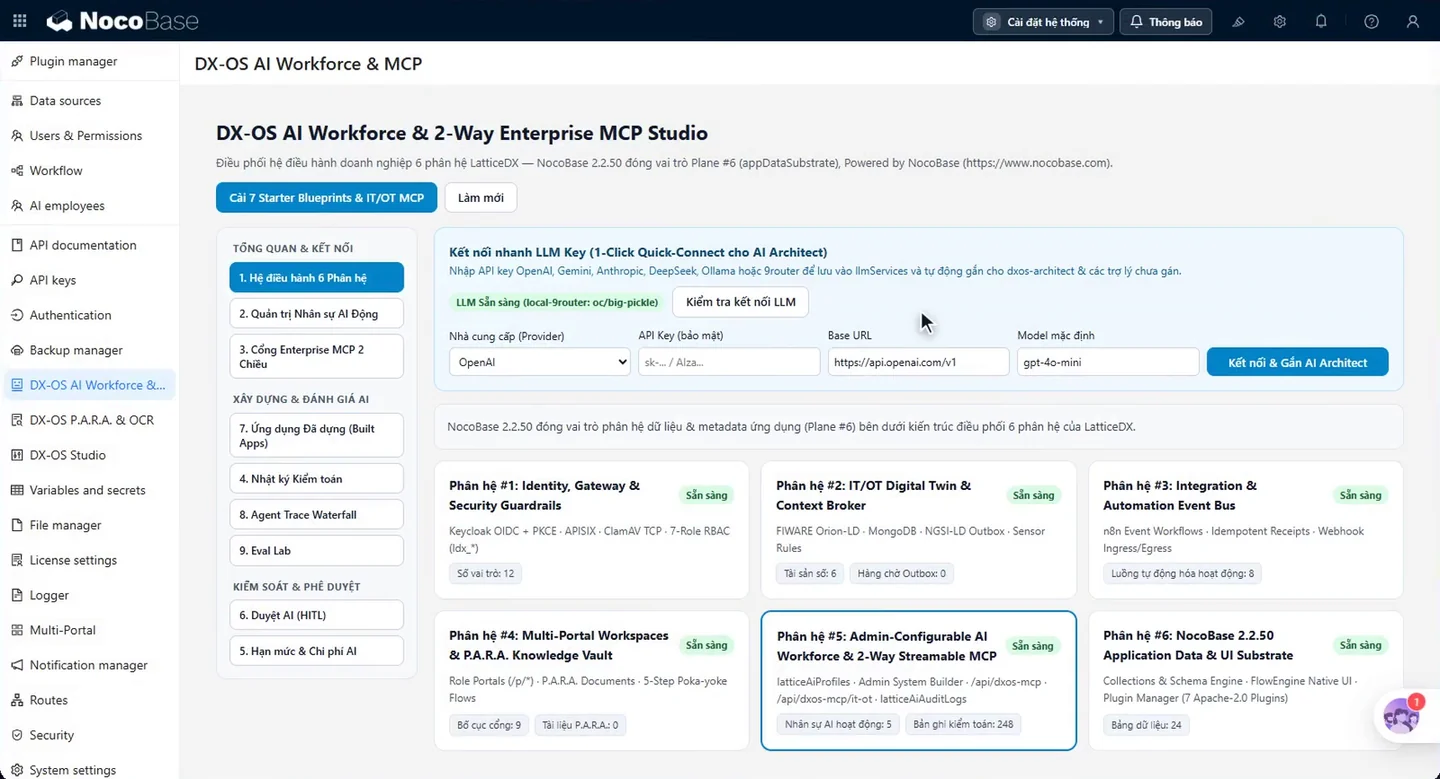 NocoBase
Cài đặt hệ thống
Thông báo
Plugin manager
Data sources
Users & Permissions
Workflow
AI employees
API documentation
API keys
Authentication
Backup manager
DX-OS AI Workforce &...
DX-OS P.A.R.A. & OCR
DX-OS Studio
Variables and secrets
File manager
License settings
Logger
Multi-Portal
Notification manager
Routes
Security
System settings
DX-OS AI Workforce & MCP
DX-OS AI Workforce & 2-Way Enterprise MCP Studio
Điều phối hệ điều hành doanh nghiệp 6 phân hệ LatticeDX — NocoBase 2.2.50 đóng vai trò Plane #6 (appDataSubstrate), Powered by NocoBase (https://www.nocobase.com).
Cài 7 Starter Blueprints & IT/OT MCP
Làm mới
TỔNG QUAN & KẾT NỐI
1. Hệ điều hành 6 Phân hệ
2. Quản trị Nhân sự AI Động
3. Cổng Enterprise MCP 2
Chiều
XÂY DỰNG & ĐÁNH GIÁ AI
7. Ứng dụng Đã dựng (Built
Apps)
4. Nhật ký Kiểm toán
8. Agent Trace Waterfall
9. Eval Lab
KIỂM SOÁT & PHÊ DUYỆT
6. Duyệt AI (HITL)
5. Hạn mức & Chi phí AI
Kết nối nhanh LLM Key (1-Click Quick-Connect cho AI Architect)
Nhập API key OpenAI, Gemini, Anthropic, DeepSeek, Ollama hoặc 9router để lưu vào llmServices và tự động gắn cho dxos-architect & các trợ lý chưa gán.
LLM Sẵn sàng (local-9router: oc/big-pickle)
Kiểm tra kết nối LLM
Nhà cung cấp (Provider)
API Key (bảo mật)
Base URL
Model mặc định
OpenAI
sk-... / AIza...
https://api.openai.com/v1
gpt-4o-mini
Kết nối & Gắn AI Architect
NocoBase 2.2.50 đóng vai trò phân hệ dữ liệu & metadata ứng dụng (Plane #6) bên dưới kiến trúc điều phối 6 phân hệ của LatticeDX.
Phân hệ #1: Identity, Gateway &
Security Guardrails
Sẵn sàng
Keycloak OIDC + PKCE · APISIX · ClamAV TCP · 7-Role RBAC
(ldx_*)
Số vai trò: 12
Phân hệ #2: IT/OT Digital Twin &
Context Broker
Sẵn sàng
FIWARE Orion-LD · MongoDB · NGSI-LD Outbox · Sensor
Rules
Tài sản số: 6
Hàng chờ Outbox: 0
Phân hệ #3: Integration &
Automation Event Bus
Sẵn sàng
n8n Event Workflows · Idempotent Receipts · Webhook
Ingress/Egress
Luồng tự động hóa hoạt động: 8
Phân hệ #4: Multi-Portal Workspaces
& P.A.R.A. Knowledge Vault
Sẵn sàng
Role Portals (/p/*) · P.A.R.A. Documents · 5-Step Poka-yoke
Flows
Bố cục cổng: 9
Tài liệu P.A.R.A.: 0
Phân hệ #5: Admin-Configurable AI
Workforce & 2-Way Streamable MCP
Sẵn sàng
latticeAiProfiles · Admin System Builder · /api/dxos-mcp ·
/api/dxos-mcp/it-ot · latticeAiAuditLogs
Nhân sự AI hoạt động: 5
Bản ghi kiểm toán: 248
Phân hệ #6: NocoBase 2.2.50
Application Data & UI Substrate
Sẵn sàng
Collections & Schema Engine · FlowEngine Native UI ·
Plugin Manager (7 Apache-2.0 Plugins)
Bảng dữ liệu: 24
1